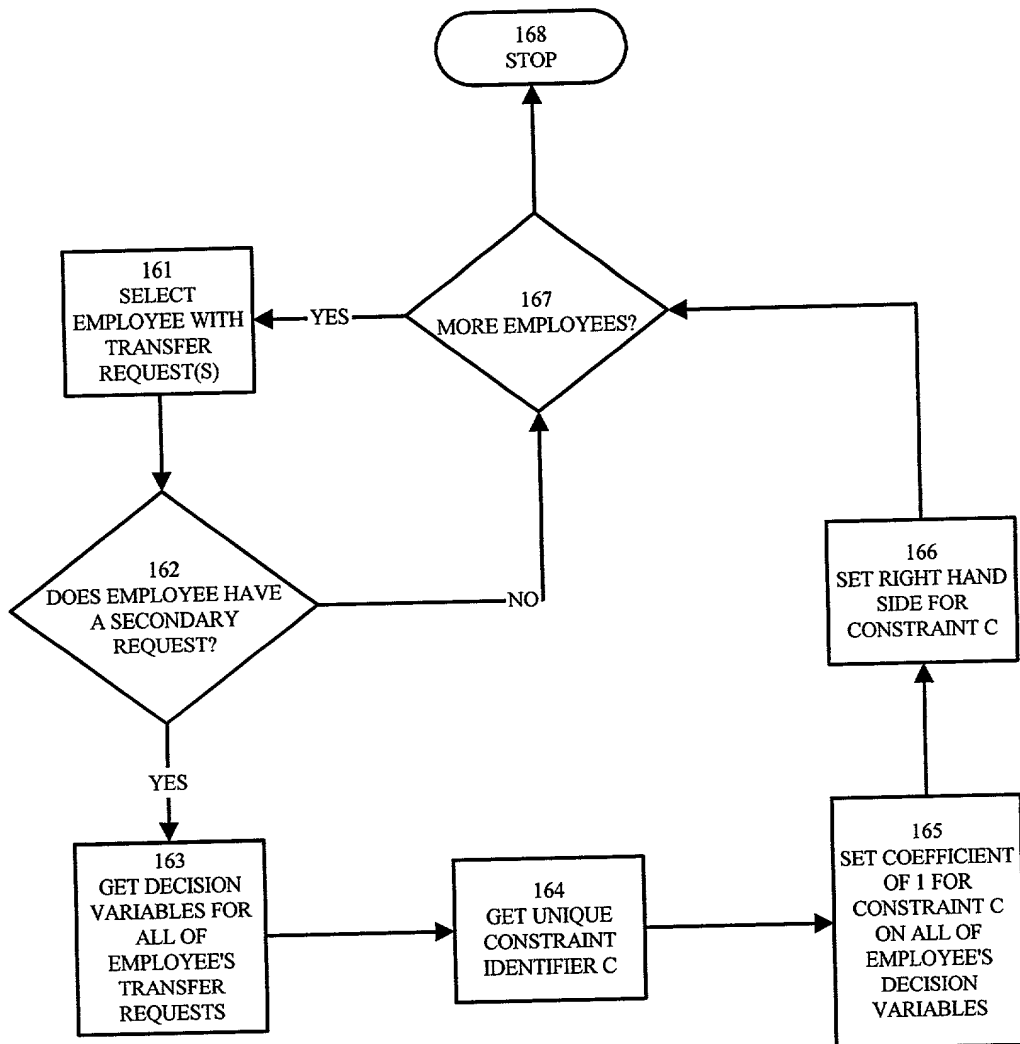 168
STOP
167
MORE EMPLOYEES?
YES
161
SELECT
EMPLOYEE WITH
TRANSFER
REQUEST(S)
162
DOES EMPLOYEE HAVE
A SECONDARY
REQUEST?
NO
YES
163
GET DECISION
VARIABLES FOR
ALL OF
EMPLOYEE'S
TRANSFER
REQUESTS
164
GET UNIQUE
CONSTRAINT
IDENTIFIER C
165
SET COEFFICIENT
OF 1 FOR
CONSTRAINT C
ON ALL OF
EMPLOYEE'S
DECISION
VARIABLES
166
SET RIGHT HAND
SIDE FOR
CONSTRAINT C